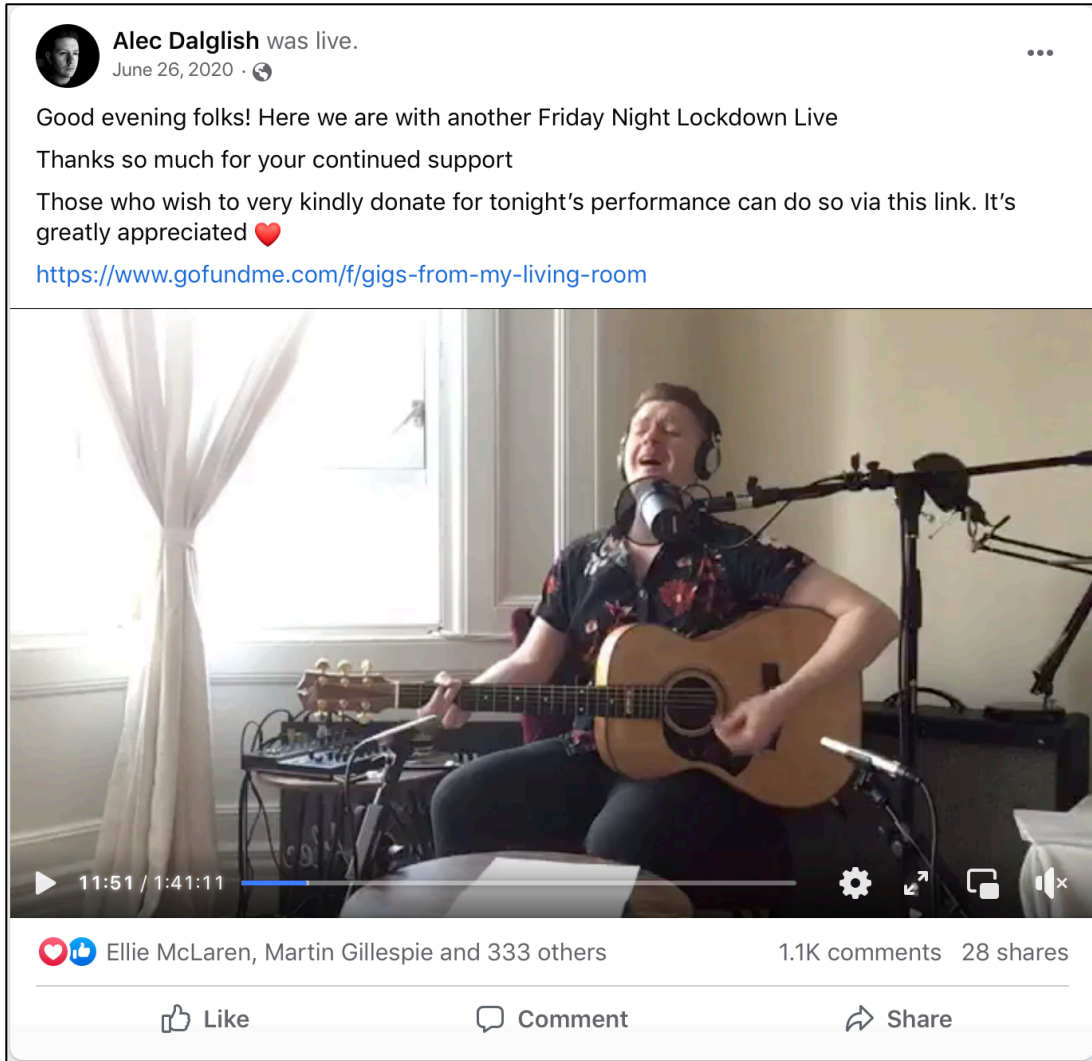 Alec Dalglish was live.
June 26, 2020 ·
Good evening folks! Here we are with another Friday Night Lockdown Live
Thanks so much for your continued support
Those who wish to very kindly donate for tonight’s performance can do so via this link. It’s
greatly appreciated ❤️
https://www.gofundme.com/f/gigs-from-my-living-room
11:51 / 1:41:11
Ellie McLaren, Martin Gillespie and 333 others 1.1K comments 28 shares
Like Comment Share